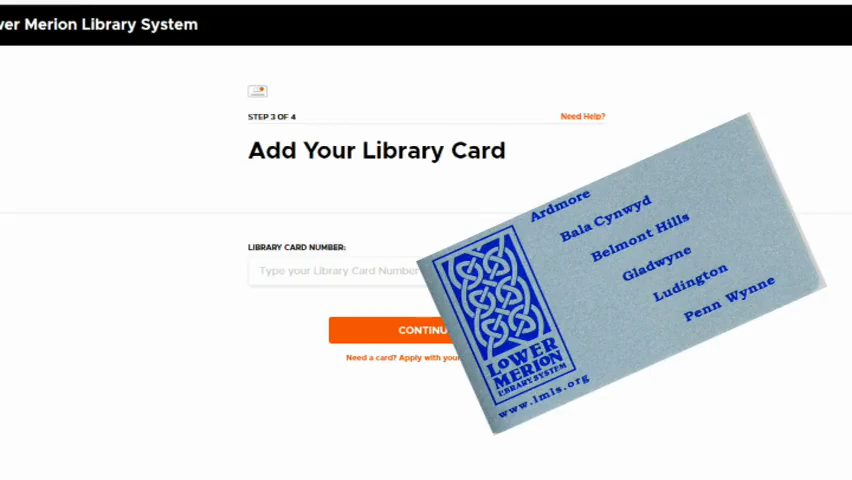 wer Merion Library System
STEP 3 OF 4
Need Help?
Add Your Library Card
LIBRARY CARD NUMBER:
Type your Library Card Number
CONTINU
Need a card? Apply with your
Ardmore
Bala Cynwyd
Belmont Hills
Gladwyne
Ludington
Penn Wynne
LOWER
MERION
LIBRARY SYSTEM
www.lmls.org